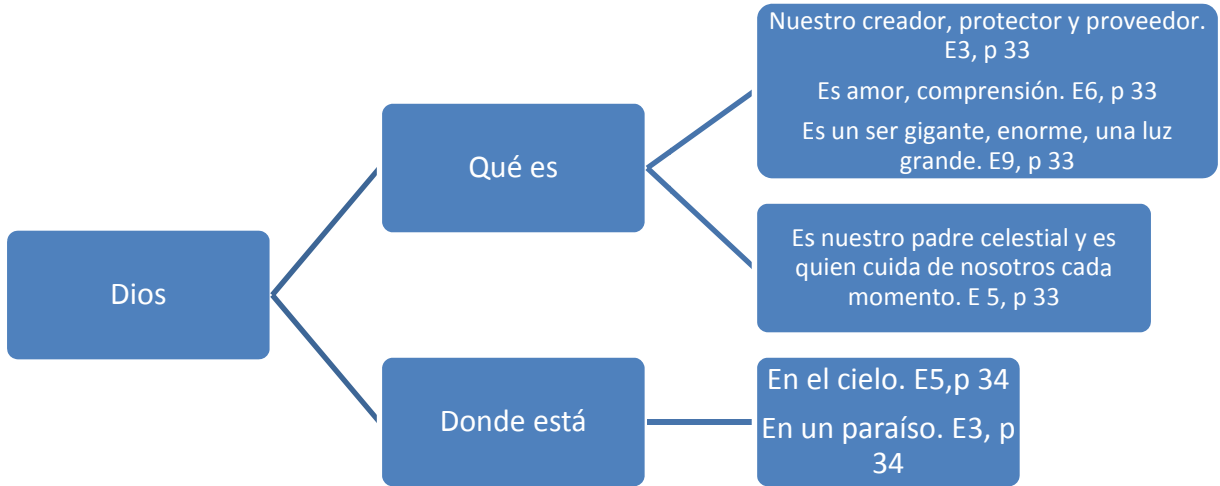 Dios
Qué es
Nuestro creador, protector y proveedor.
E3, p 33
Es amor, comprensión. E6, p 33
Es un ser gigante, enorme, una luz
grande. E9, p 33
Es nuestro padre celestial y es
quien cuida de nosotros cada
momento. E 5, p 33
Donde está
En el cielo. E5,p 34
En un paraíso. E3, p
34